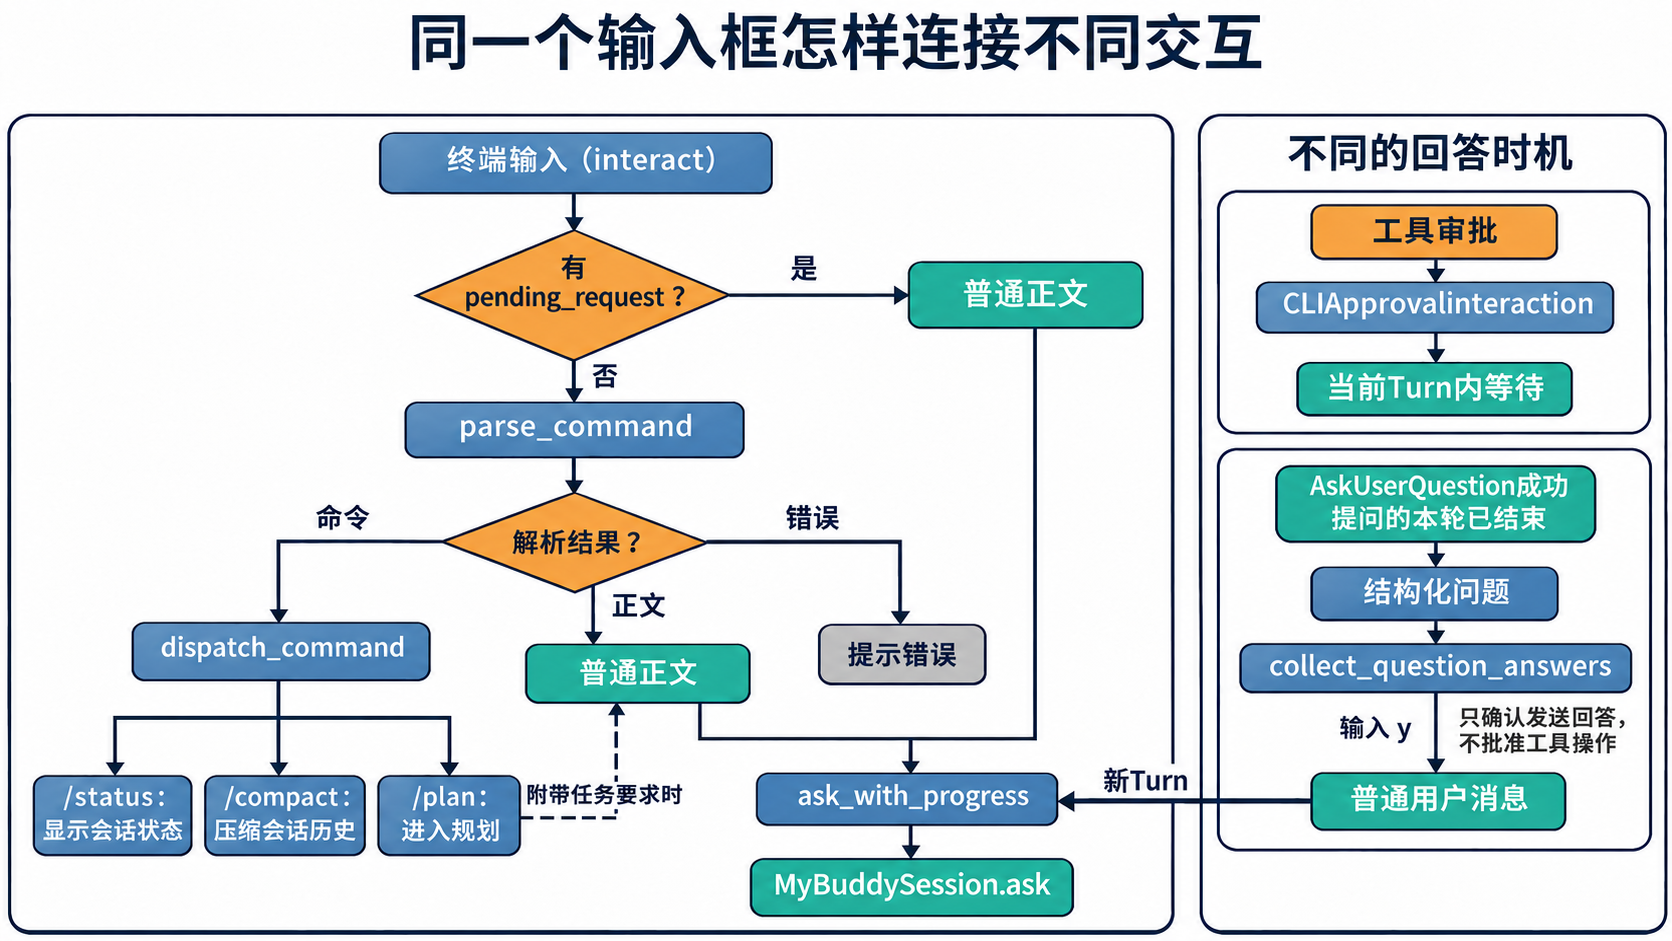 同一个输入框怎样连接不同交互
终端输入（interact）
有
pending_request？
是
普通正文
否
parse_command
解析结果？
命令
错误
正文
dispatch_command
普通正文
提示错误
/status：
显示会话状态
/compact：
压缩会话历史
/plan：
进入规划
附带任务要求时
ask_with_progress
MyBuddySession.ask
新Turn
不同的回答时机
工具审批
CLIApprovalinteraction
当前Turn内等待
AskUserQuestion成功
提问的本轮已结束
结构化问题
collect_question_answers
输入 y
只确认发送回答，
不批准工具操作
普通用户消息